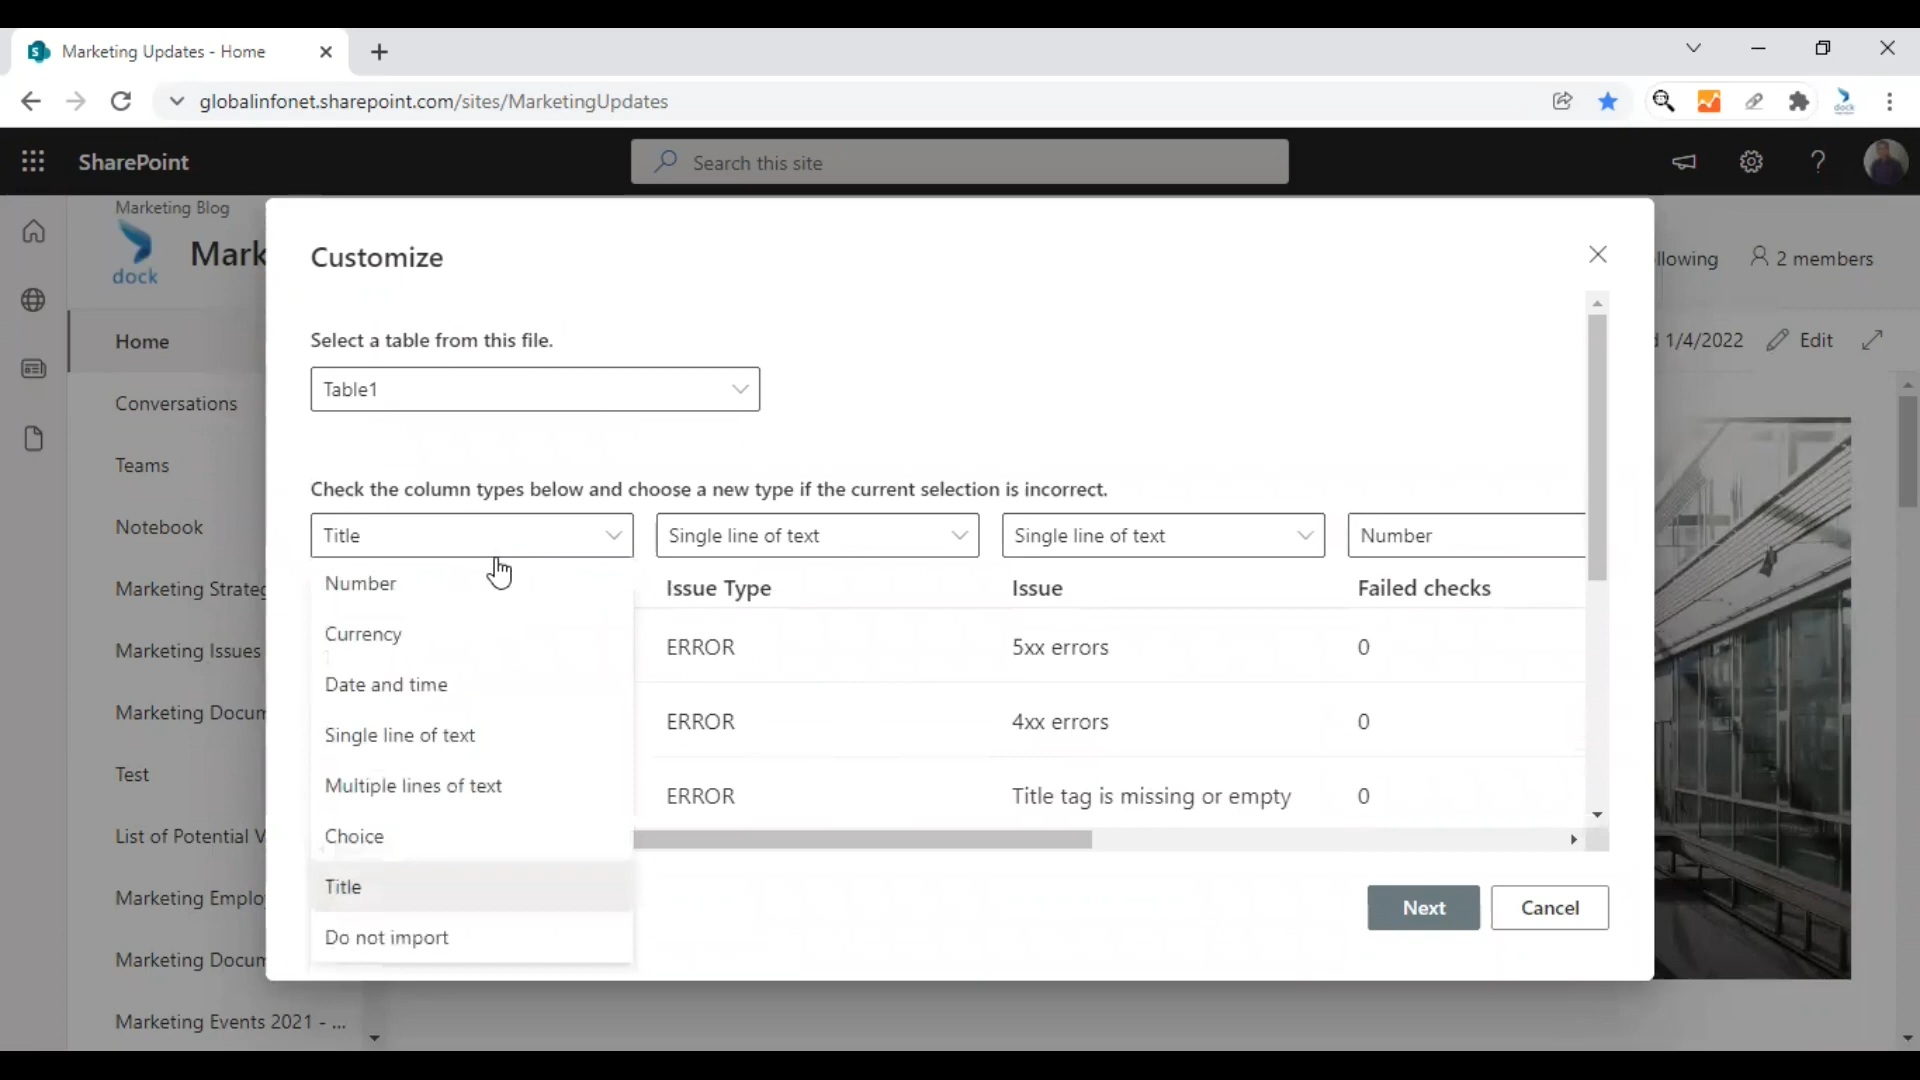 Marketing Updates - Home
globalinfonet.sharepoint.com/sites/MarketingUpdates
dock
SharePoint
Search this site
Marketing Blog
dock
Mark
llowing
2 members
Customize
Home
Conversations
Teams
Notebook
Marketing Strateg
Marketing Issues
Marketing Docum
Test
List of Potential V
Marketing Emplo
Marketing Docum
Marketing Events 2021 - ...
1/4/2022
Edit
Select a table from this file.
Table1
Check the column types below and choose a new type if the current selection is incorrect.
Title
Single line of text
Single line of text
Number
Number
Currency
Date and time
Single line of text
Multiple lines of text
Choice
Title
Do not import
Issue Type
Issue
Failed checks
ERROR
5xx errors
0
ERROR
4xx errors
0
ERROR
Title tag is missing or empty
0
Next
Cancel